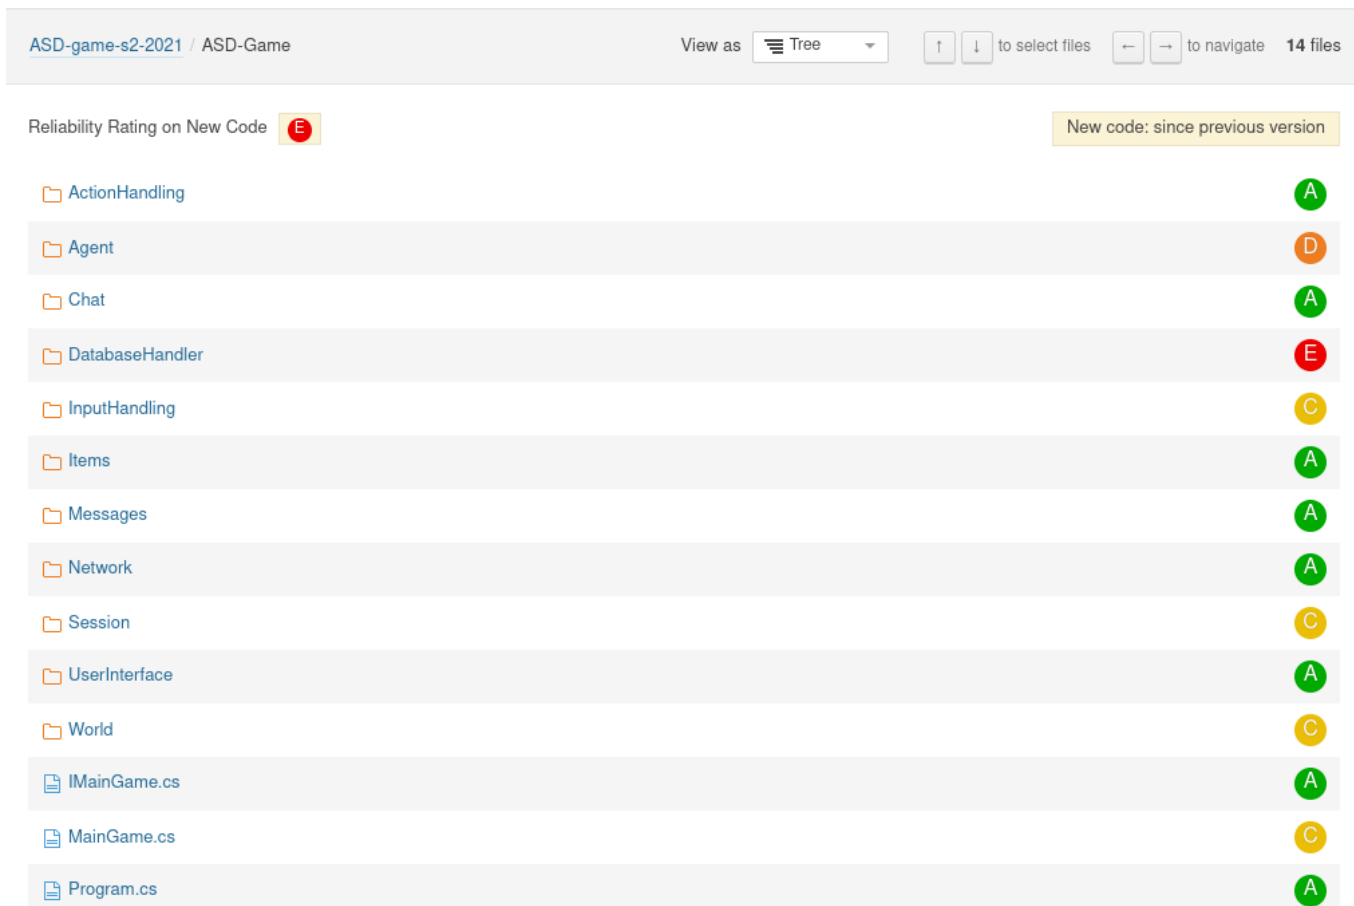 ASD-game-s2-2021 / ASD-Game View as Tree ↑ ↓ to select files ← → to navigate 14 files
Reliability Rating on New Code E New code: since previous version
ActionHandling A
Agent D
Chat A
DatabaseHandler E
InputHandling C
Items A
Messages A
Network A
Session C
UserInterface A
World C
IMainGame.cs A
MainGame.cs C
Program.cs A